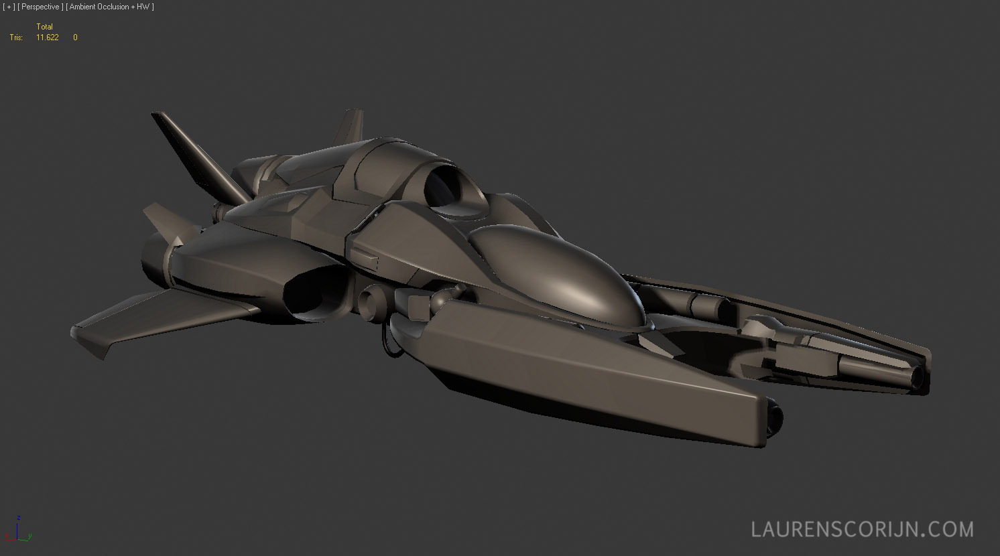 [ + ] [ Perspective ] [ Ambient Occlusion + HW ]
Total
Tris: 11.622 0
z
x y
LAURENSCORIJN.COM